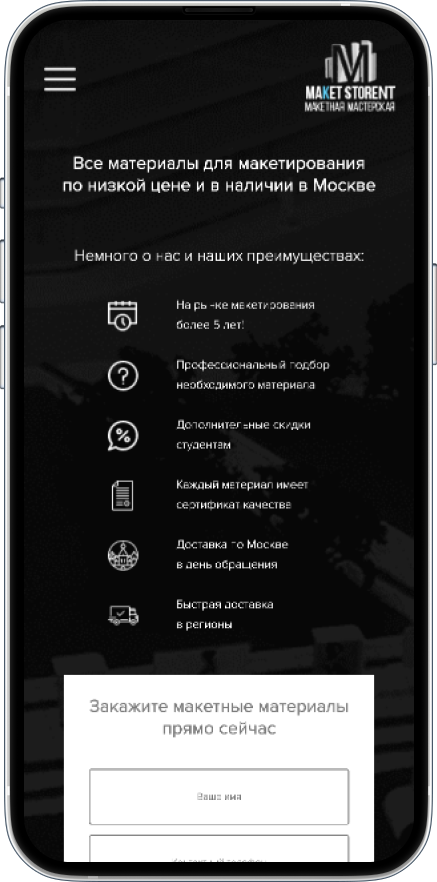 M
MAKET STORENT
МАКЕТНАЯ МАСТЕРСКАЯ
Все материалы для макетирования
по низкой цене и в наличии в Москве
Немного о нас и наших преимуществах:
На рынке макетирования
более 5 лет!
Профессиональный подбор
необходимого материала
Дополнительные скидки
студентам
Каждый материал имеет
сертификат качества
Доставка по Москве
в день обращения
Быстрая доставка
в регионы
Закажите макетные материалы
прямо сейчас
Ваше имя